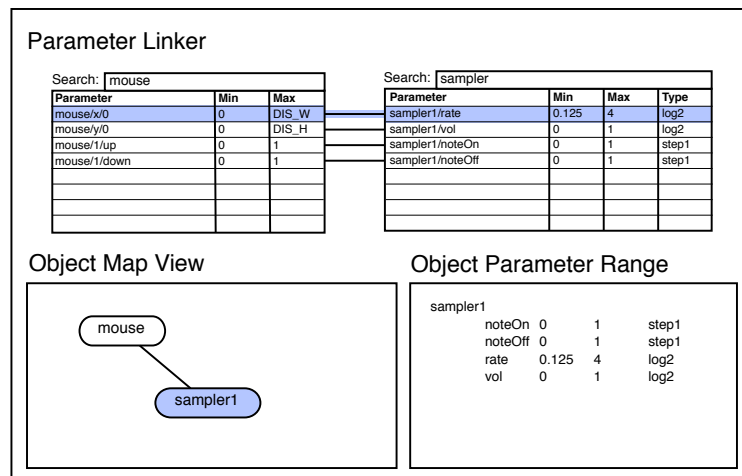 Parameter Linker
Search: mouse
Parameter Min Max
mouse/x/0 0 DIS_W
mouse/y/0 0 DIS_H
mouse/1/up 0 1
mouse/1/down 0 1
Search: sampler
Parameter Min Max Type
sampler1/rate 0.125 4 log2
sampler1/vol 0 1 log2
sampler1/noteOn 0 1 step1
sampler1/noteOff 0 1 step1
Object Map View
mouse
sampler1
Object Parameter Range
sampler1
noteOn 0 1 step1
noteOff 0 1 step1
rate 0.125 4 log2
vol 0 1 log2